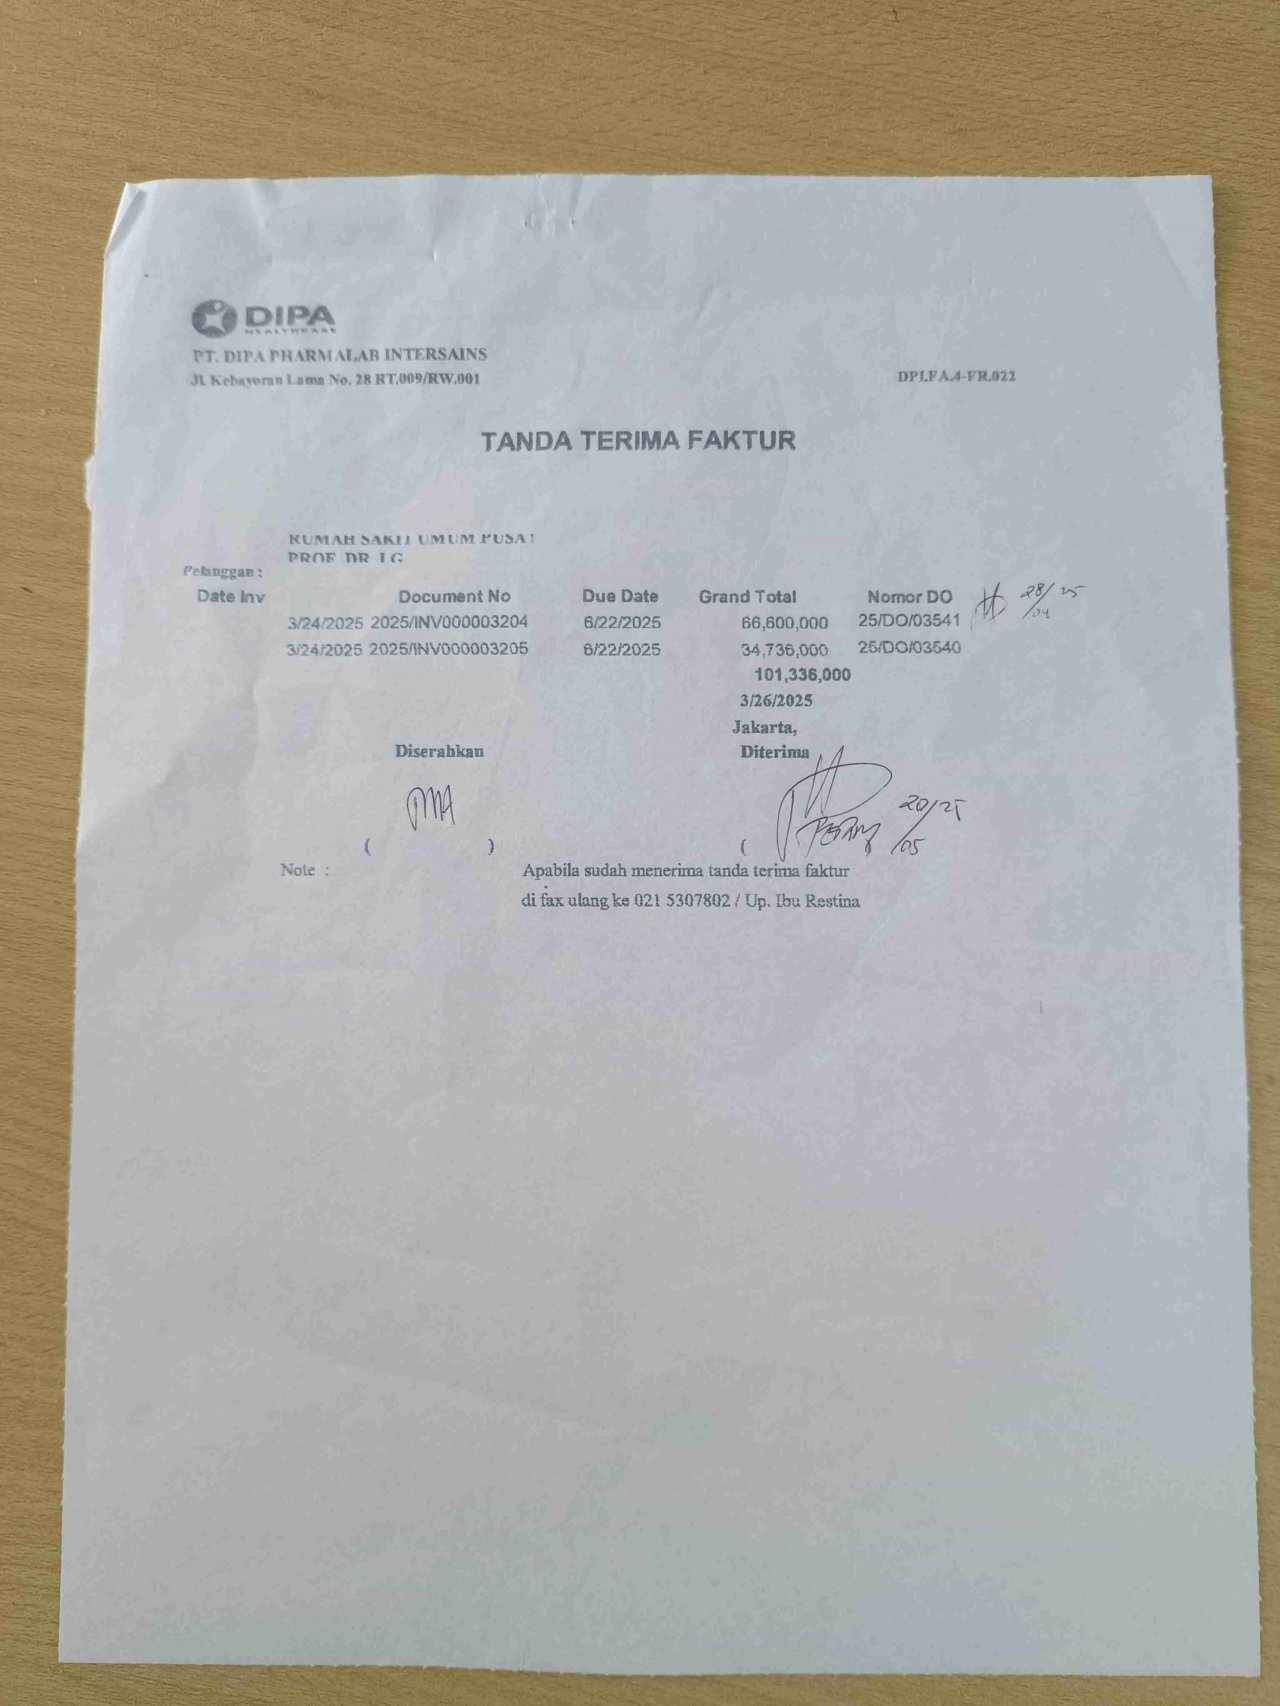 DIPA
HEALTHCARE
PT. DIPA PHARMALAB INTERSAINS
Jl. Kebayoran Lama No. 28 RT.009/RW.001
DPI.FA.4-FR.022
TANDA TERIMA FAKTUR
RUMAH SAKIT UMUM PUSAT
PROF. DR. I.G
Pelanggan :
Date Inv Document No Due Date Grand Total Nomor DO 28/25
/04
3/24/2025 2025/INV000003204 6/22/2025 66,600,000 25/DO/03541
3/24/2025 2025/INV000003205 6/22/2025 34,736,000 25/DO/03540
101,336,000
3/26/2025
Jakarta,
Diserahkan Diterima
20/25
/05
( ) (
Note : Apabila sudah menerima tanda terima faktur
di fax ulang ke 021 5307802 / Up. Ibu Restina